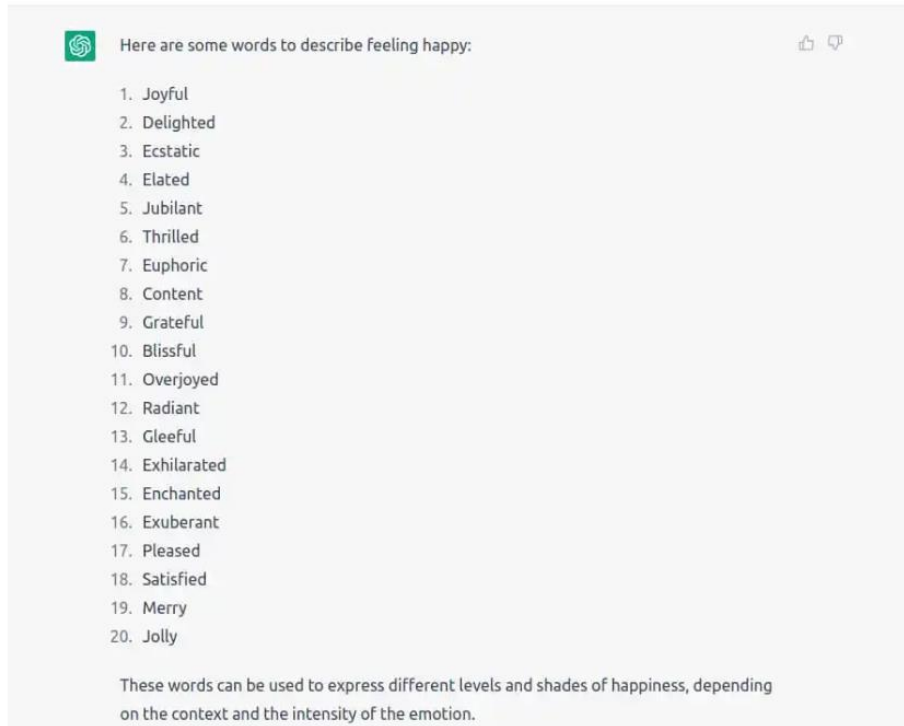 Here are some words to describe feeling happy:
1. Joyful
2. Delighted
3. Ecstatic
4. Elated
5. Jubilant
6. Thrilled
7. Euphoric
8. Content
9. Grateful
10. Blissful
11. Overjoyed
12. Radiant
13. Gleeful
14. Exhilarated
15. Enchanted
16. Exuberant
17. Pleased
18. Satisfied
19. Merry
20. Jolly
These words can be used to express different levels and shades of happiness, depending
on the context and the intensity of the emotion.